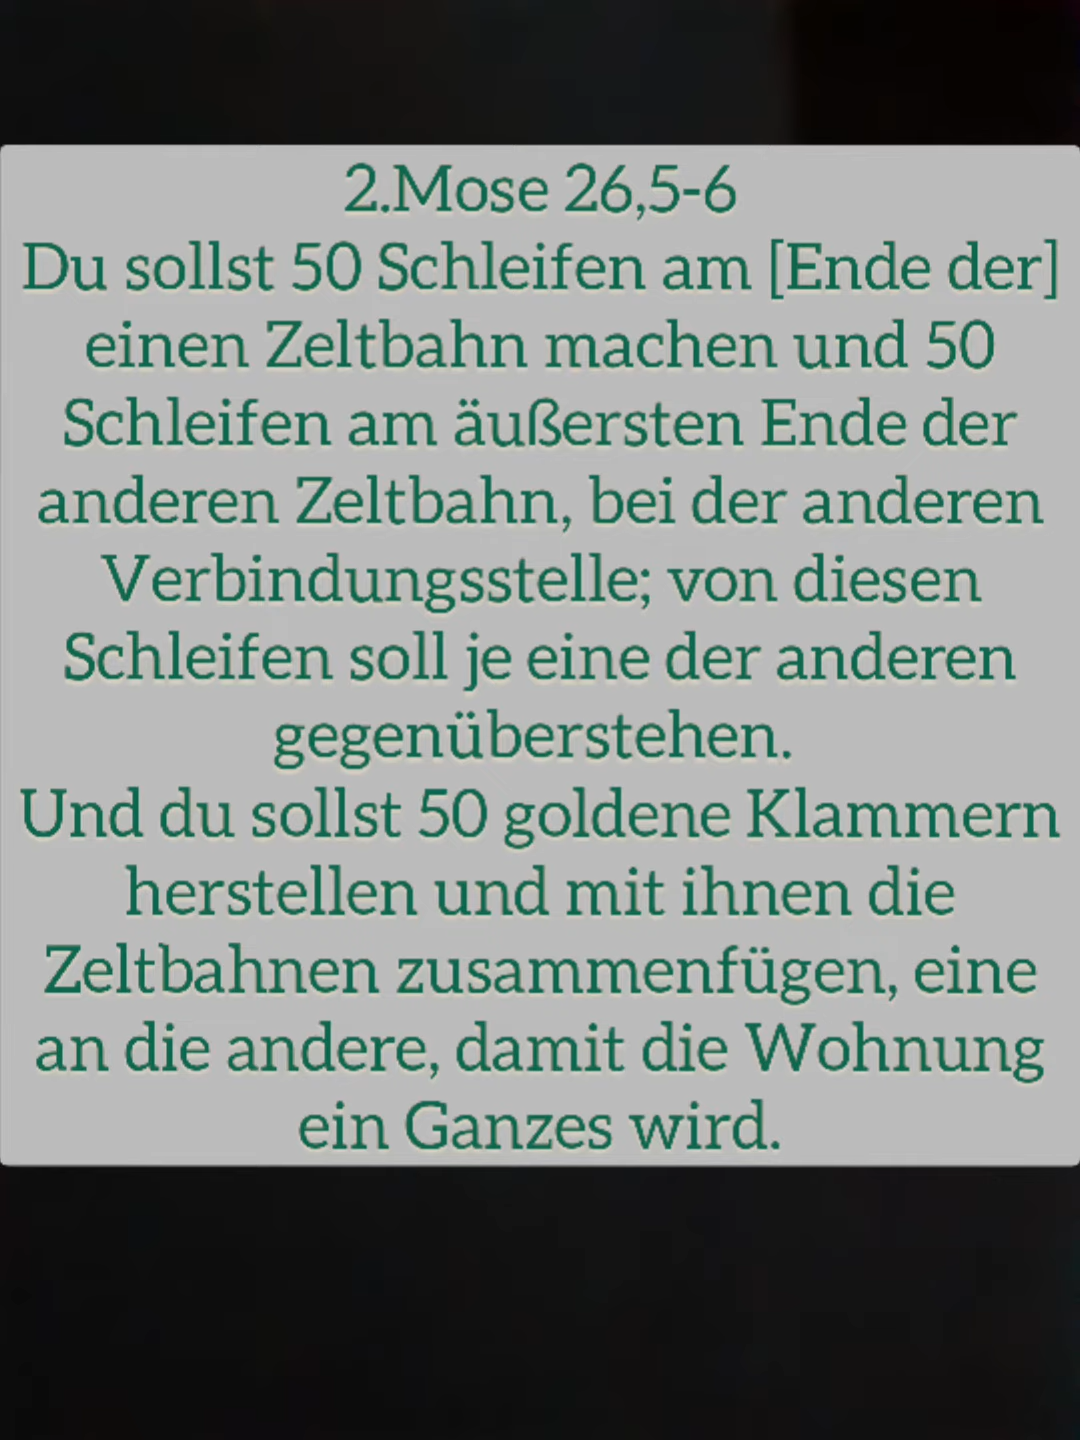 2.Mose 26,5-6
Du sollst 50 Schleifen am [Ende der]
einen Zeltbahn machen und 50
Schleifen am äußersten Ende der
anderen Zeltbahn, bei der anderen
Verbindungsstelle; von diesen
Schleifen soll je eine der anderen
gegenüberstehen.
Und du sollst 50 goldene Klammern
herstellen und mit ihnen die
Zeltbahnen zusammenfügen, eine
an die andere, damit die Wohnung
ein Ganzes wird.